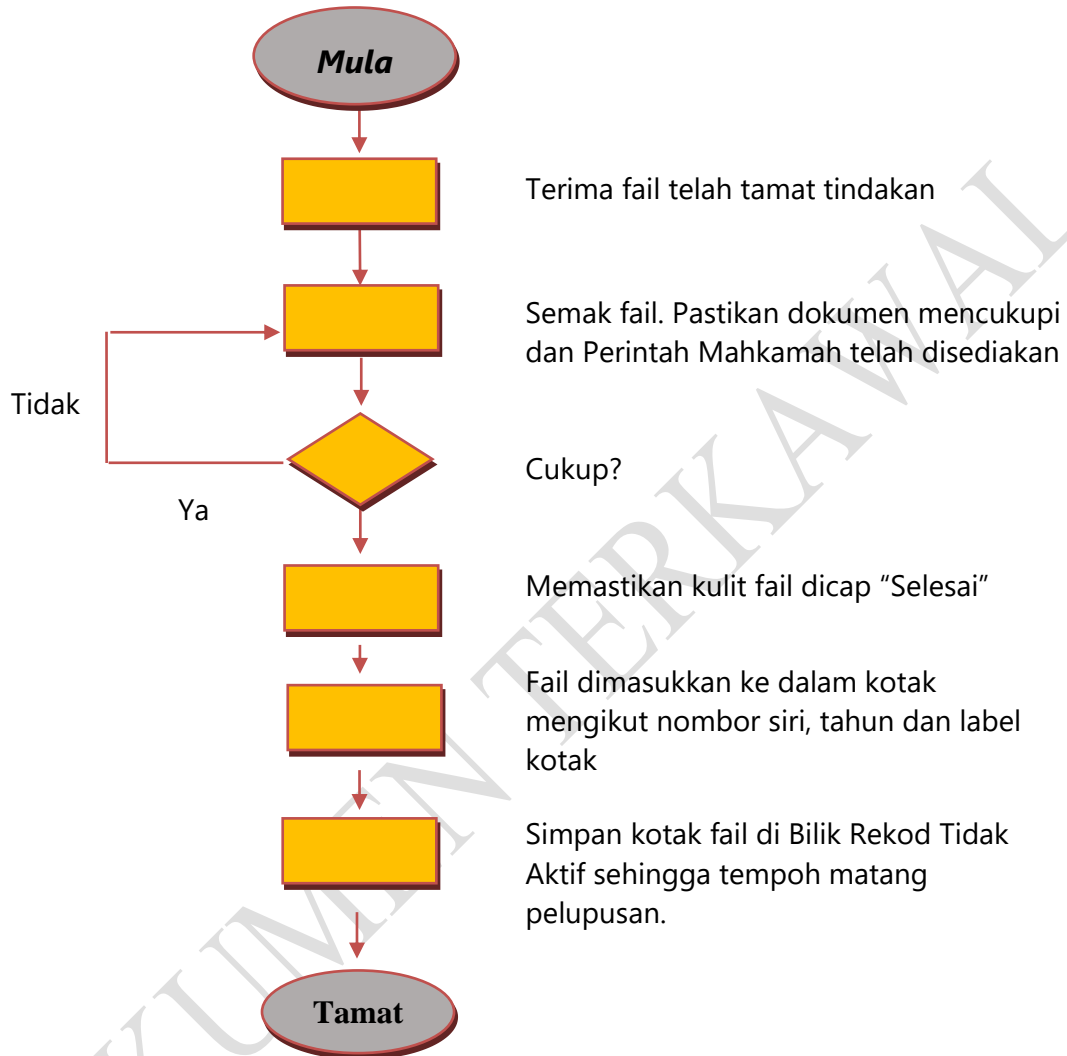 Mula
Terima fail telah tamat tindakan
Semak fail. Pastikan dokumen mencukupi
dan Perintah Mahkamah telah disediakan
Tidak
Cukup?
Ya
Memastikan kulit fail dicap “Selesai”
Fail dimasukkan ke dalam kotak
mengikut nombor siri, tahun dan label
kotak
Simpan kotak fail di Bilik Rekod Tidak
Aktif sehingga tempoh matang
pelupusan.
Tamat
KUMEN TERKAWAL